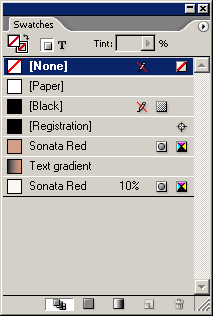 Swatches
T Tint: %
[None]
[Paper]
[Black]
[Registration]
Sonata Red
Text gradient
Sonata Red 10%